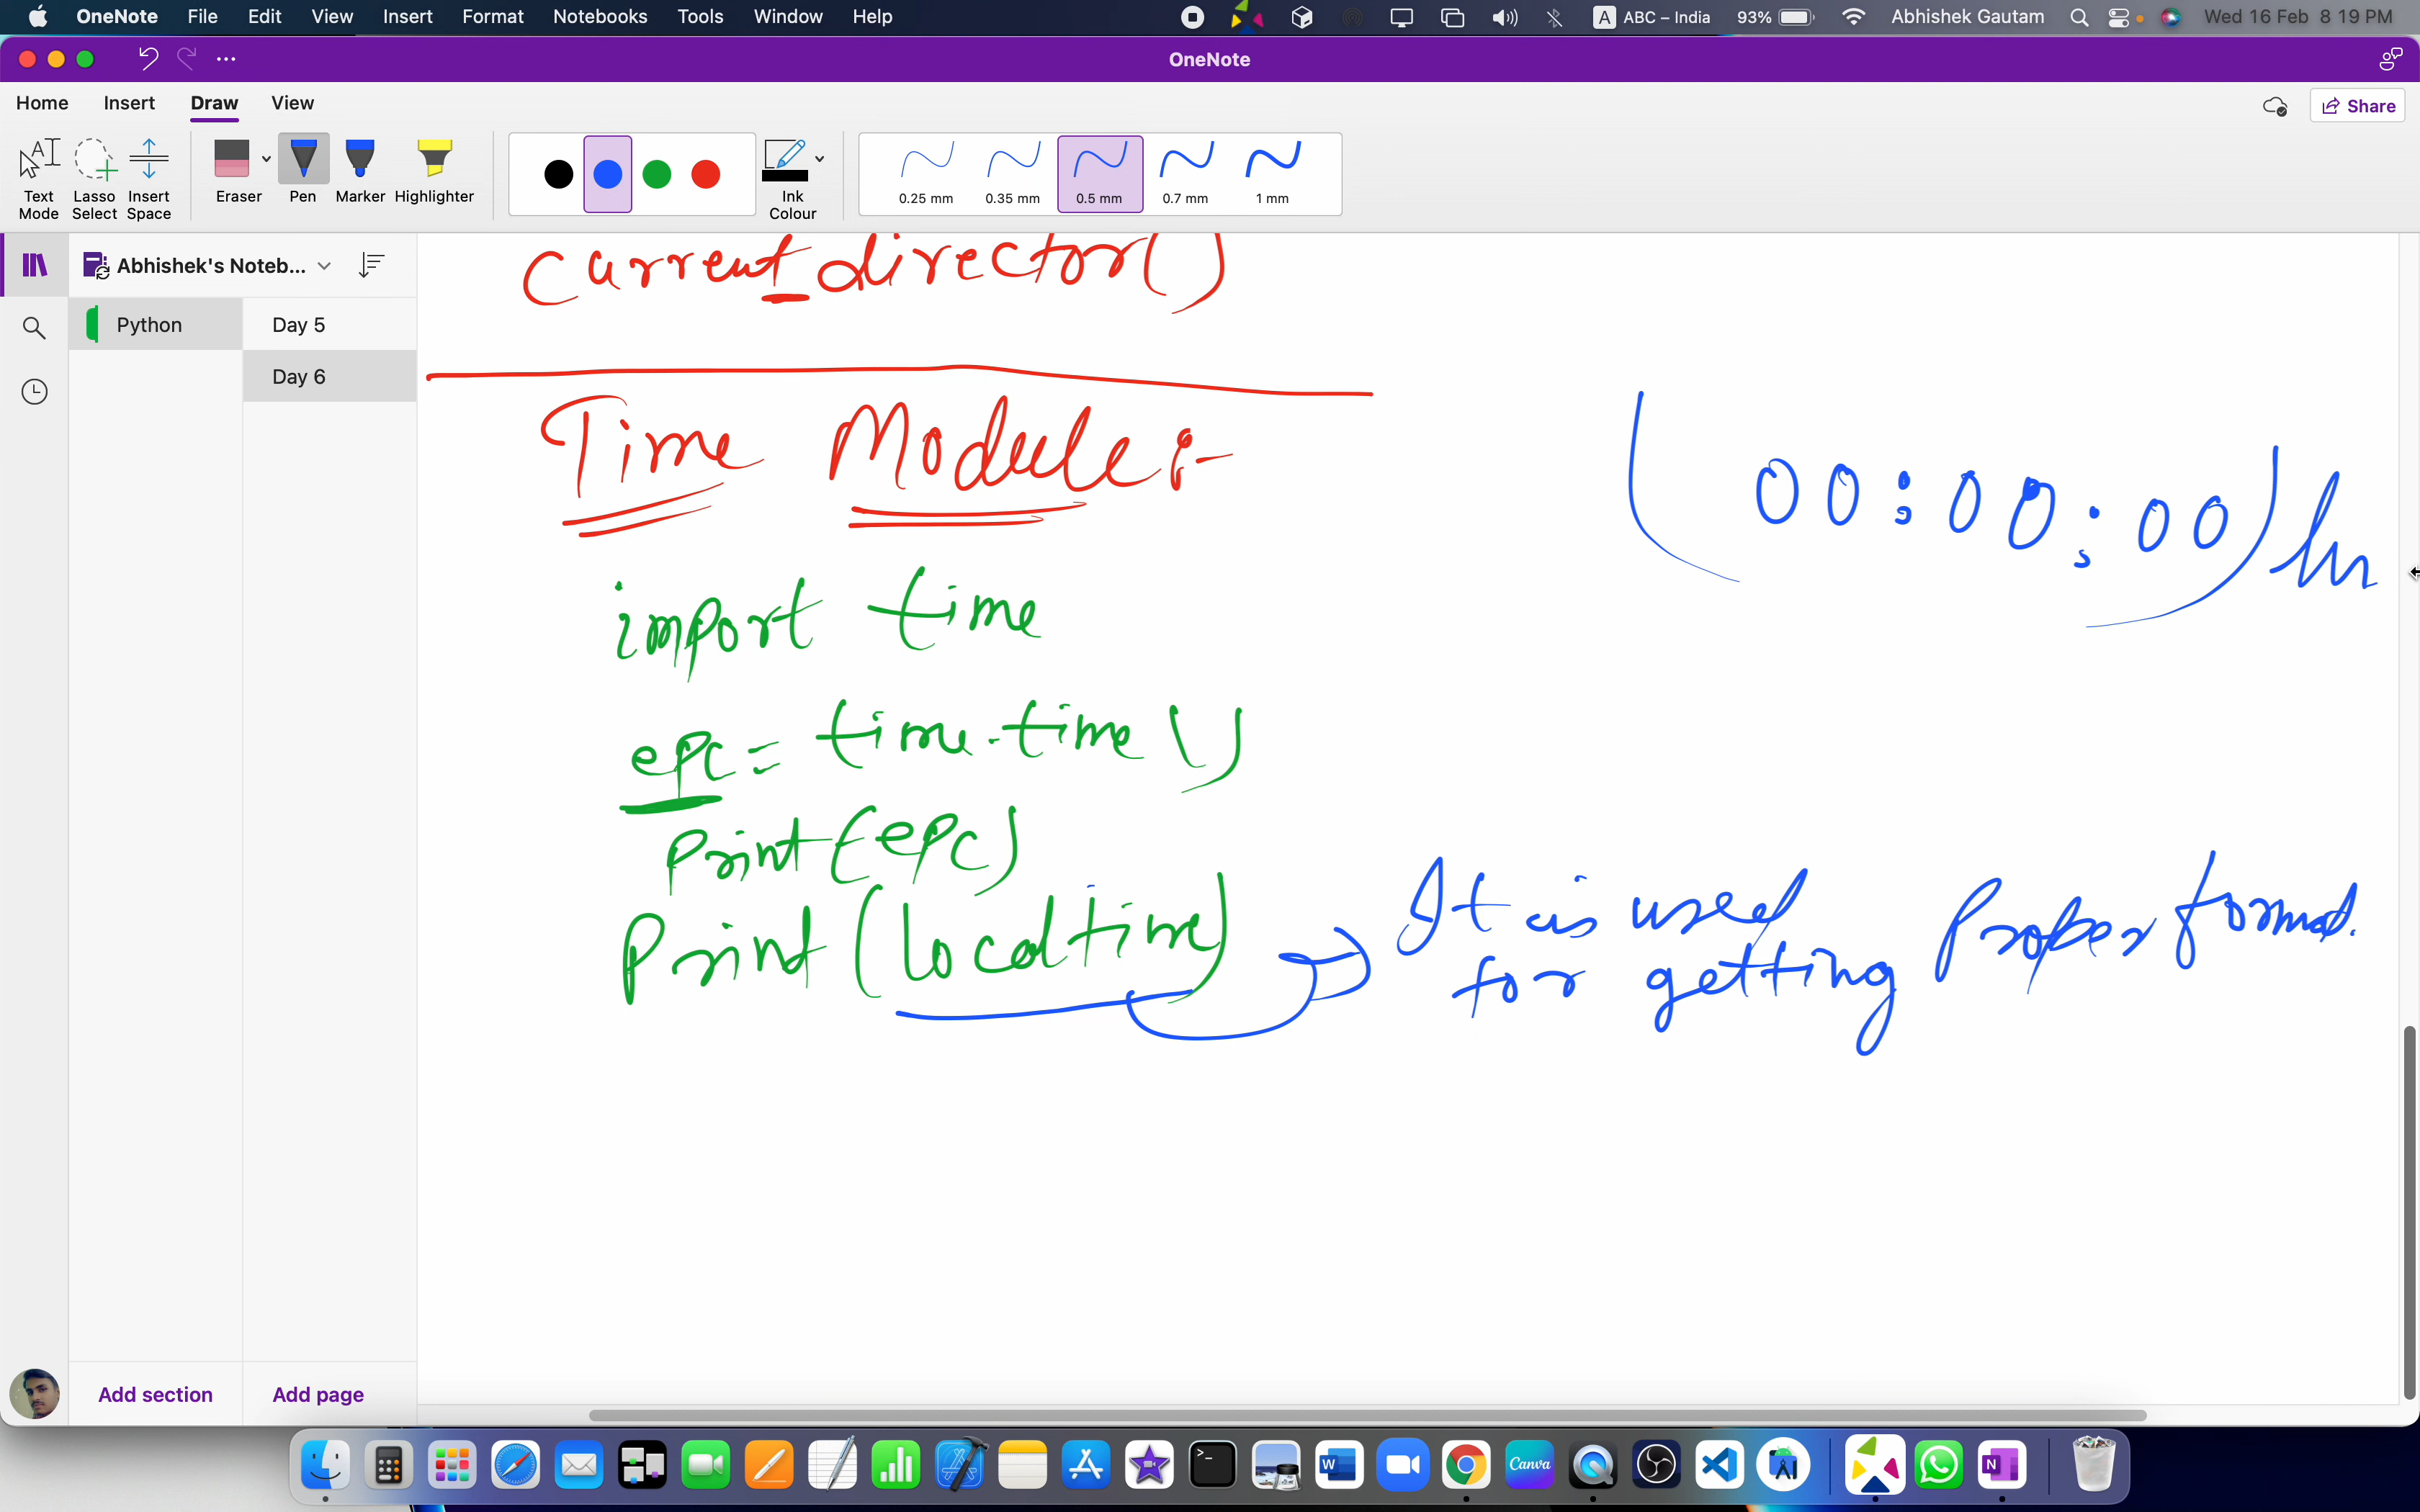 OneNote File Edit View Insert Format Notebooks Tools Window Help
A ABC – India 93% Abhishek Gautam Wed 16 Feb 8 19 PM
OneNote
Home Insert Draw View
Share
Text Mode
Lasso Select
Insert Space
Eraser
Pen
Marker
Highlighter
Ink Colour
0.25 mm
0.35 mm
0.5 mm
0.7 mm
1 mm
Abhishek's Noteb...
Python
Day 5
Day 6
Add section
Add page
Current director()
Time Module :-
(00:00:00) hr
import time
epc = time.time()
Print(epc)
Print(localtime)
It is used
for getting Proper format.
W
Canva
N